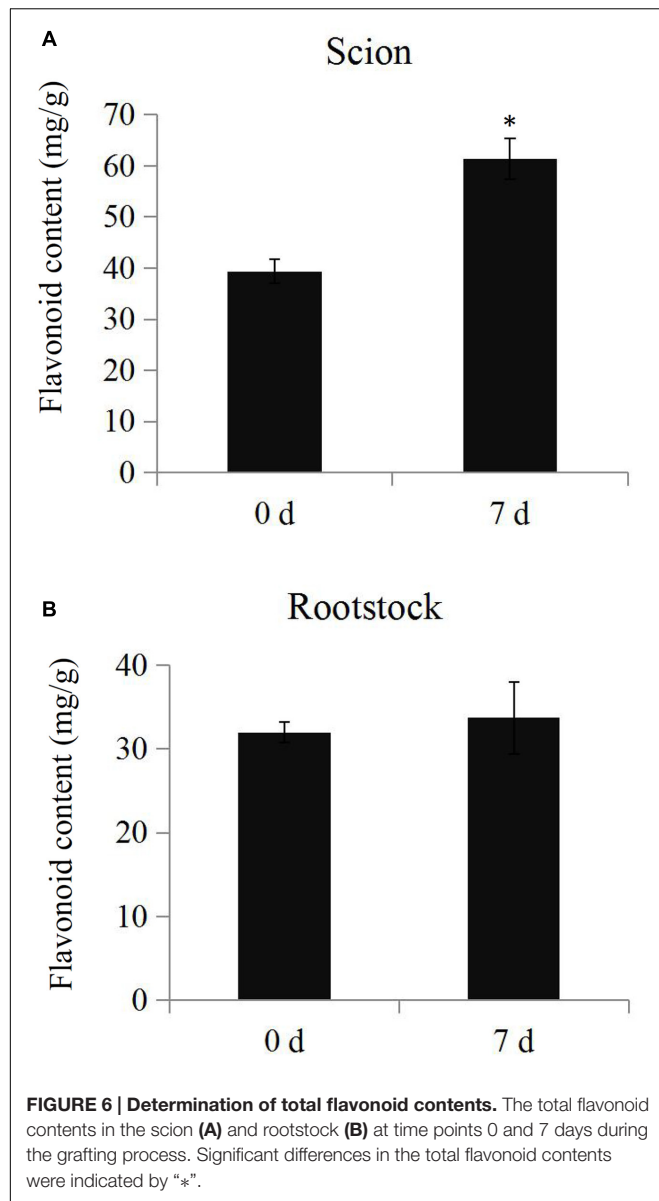 A
Scion
Flavonoid content (mg/g)
70
60
50
40
30
20
10
0
*
0 d
7 d
B
Rootstock
Flavonoid content (mg/g)
40
30
20
10
0
0 d
7 d
FIGURE 6 | Determination of total flavonoid contents. The total flavonoid
contents in the scion (A) and rootstock (B) at time points 0 and 7 days during
the grafting process. Significant differences in the total flavonoid contents
were indicated by “*”.